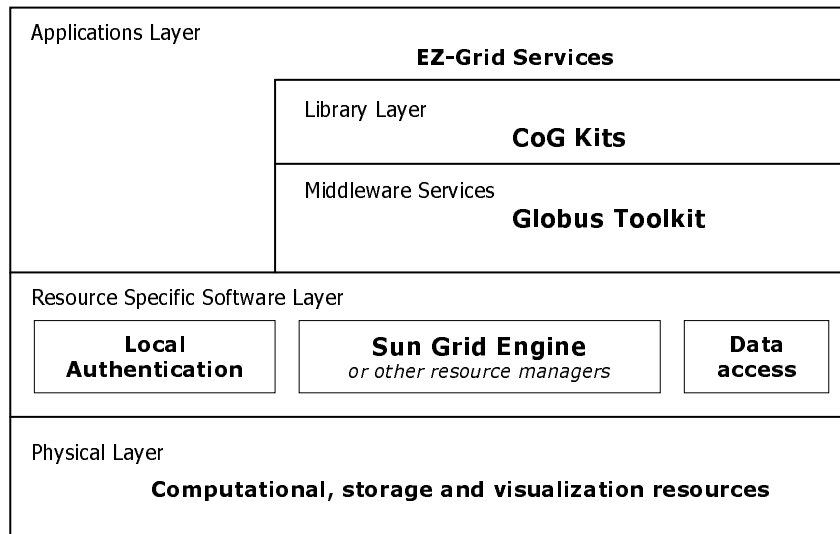 Applications Layer
EZ-Grid Services
Library Layer
CoG Kits
Middleware Services
Globus Toolkit
Resource Specific Software Layer
Local
Authentication
Sun Grid Engine
or other resource managers
Data
access
Physical Layer
Computational, storage and visualization resources